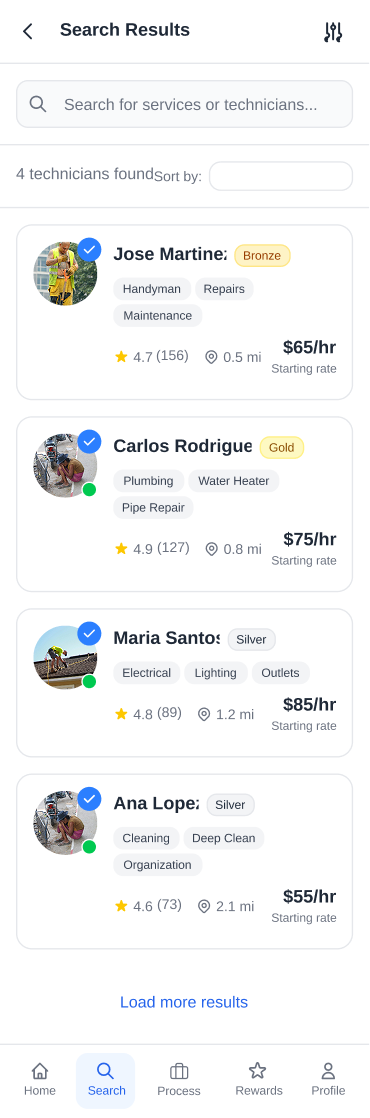 Search Results
Search for services or technicians...
4 technicians found Sort by:
Jose Martinez Bronze
Handyman Repairs
Maintenance
4.7 (156) 0.5 mi $65/hr
Starting rate
Carlos Rodrigue Gold
Plumbing Water Heater
Pipe Repair
4.9 (127) 0.8 mi $75/hr
Starting rate
Maria Santos Silver
Electrical Lighting Outlets
4.8 (89) 1.2 mi $85/hr
Starting rate
Ana Lopez Silver
Cleaning Deep Clean
Organization
4.6 (73) 2.1 mi $55/hr
Starting rate
Load more results
Home Search Process Rewards Profile